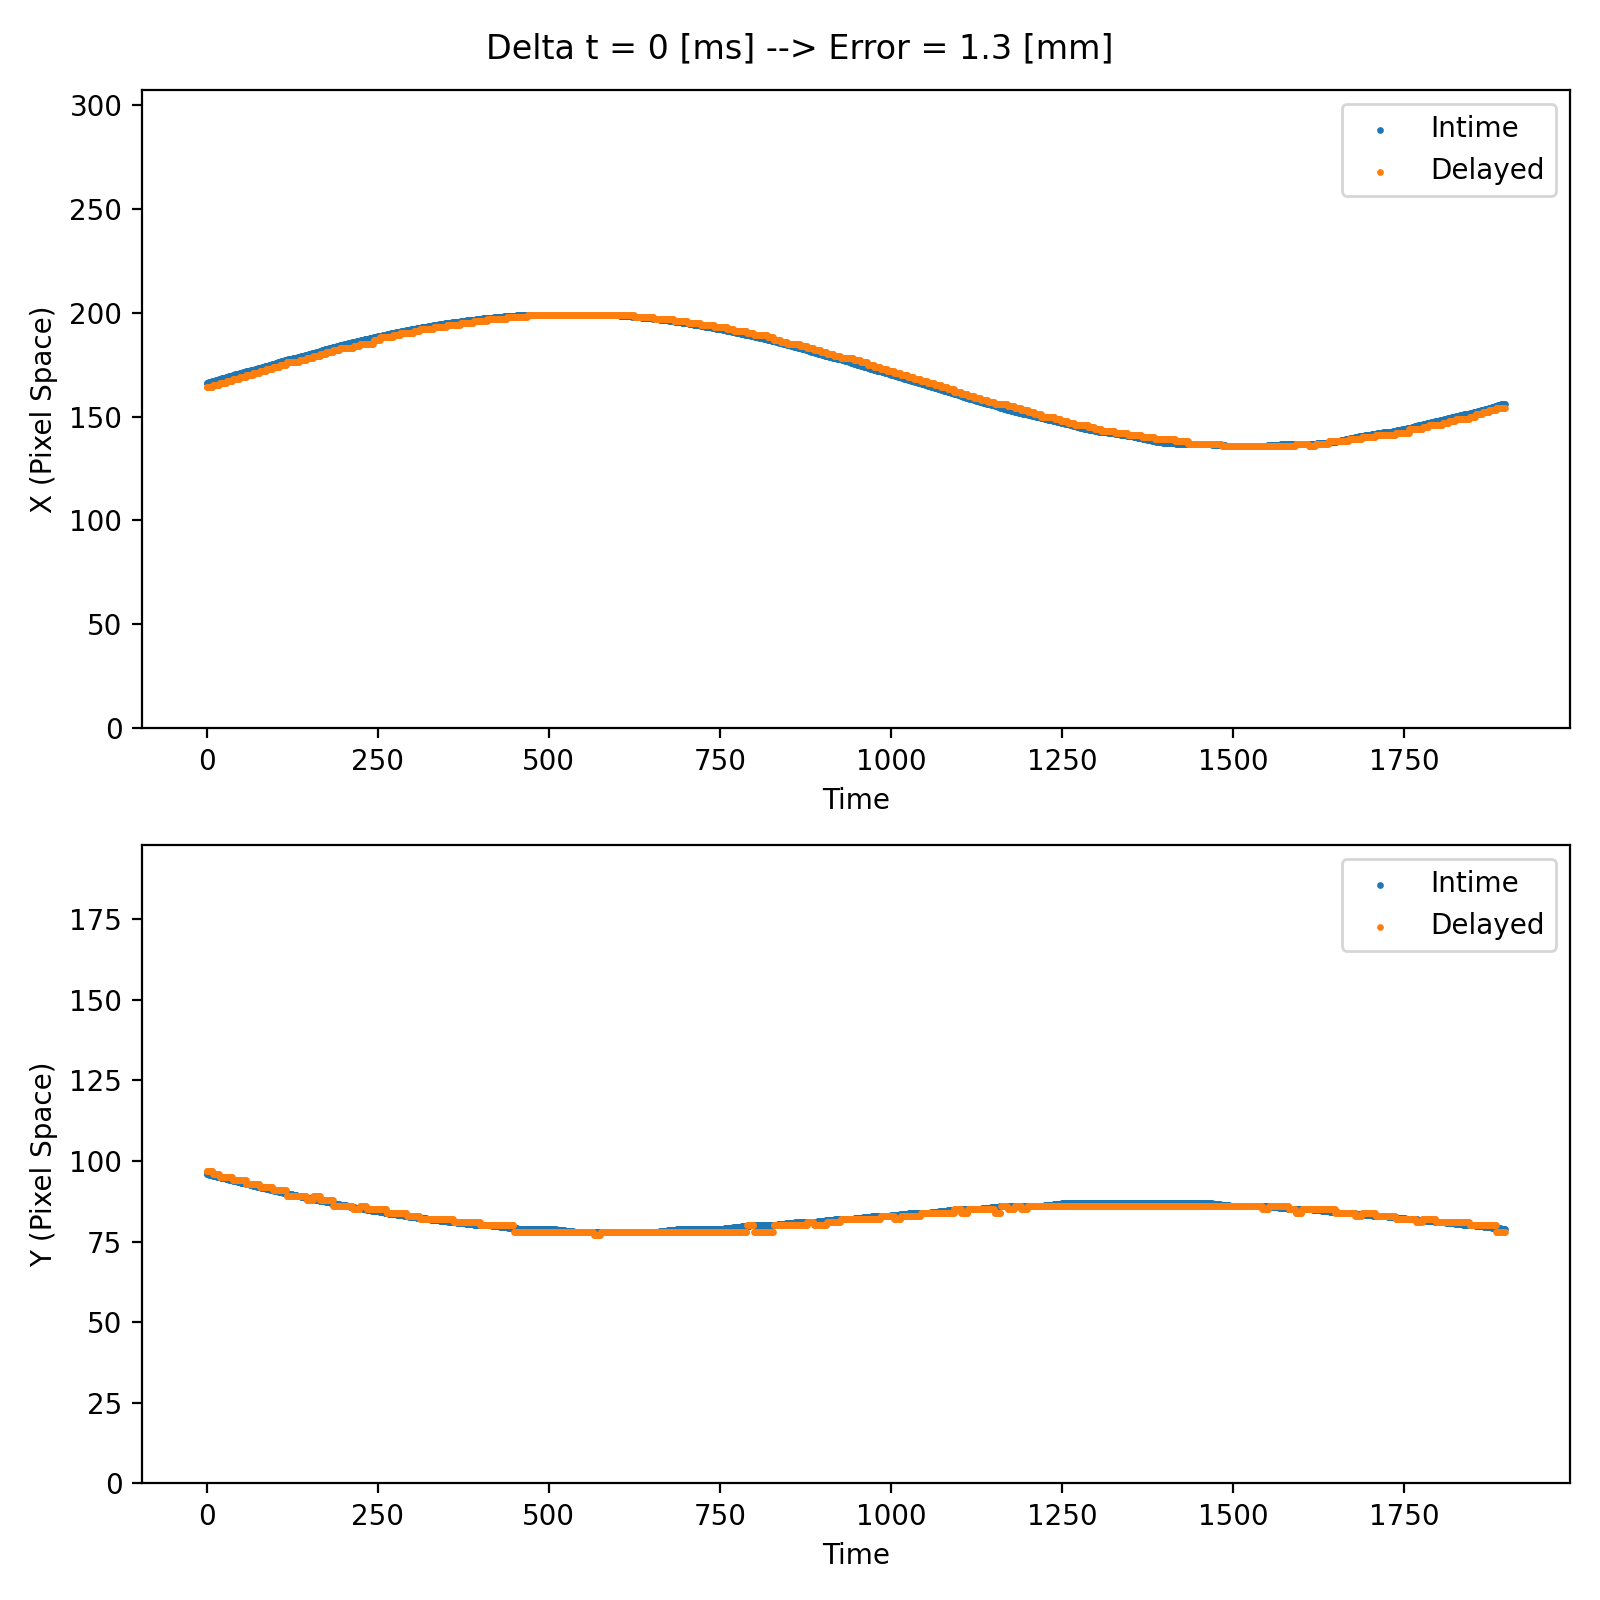 Delta t = 0 [ms] --> Error = 1.3 [mm]
300
250
200
150
100
50
0
X (Pixel Space)
Intime
Delayed
0 250 500 750 1000 1250 1500 1750
Time
175
150
125
100
75
50
25
0
Y (Pixel Space)
Intime
Delayed
0 250 500 750 1000 1250 1500 1750
Time